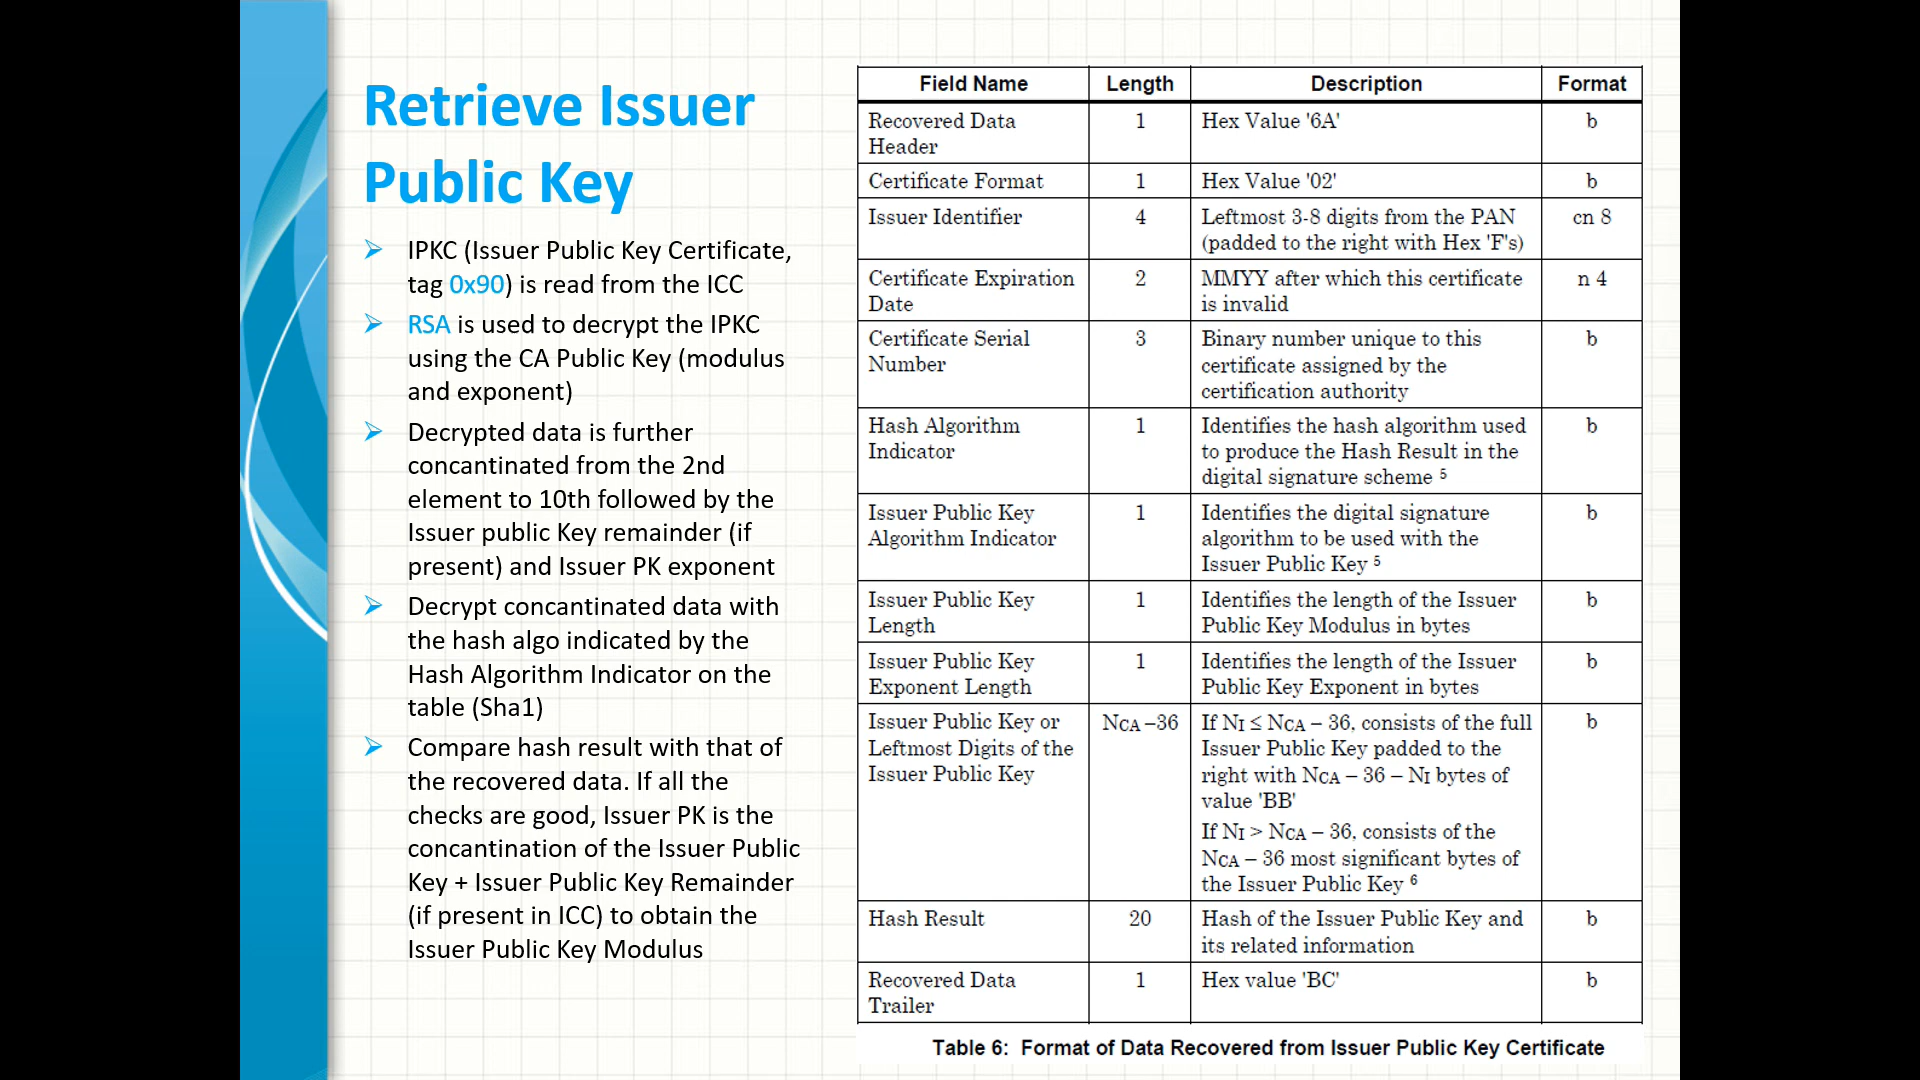 Retrieve Issuer
Public Key
IPKC (Issuer Public Key Certificate,
tag 0x90) is read from the ICC
RSA is used to decrypt the IPKC
using the CA Public Key (modulus
and exponent)
Decrypted data is further
concantinated from the 2nd
element to 10th followed by the
Issuer public Key remainder (if
present) and Issuer PK exponent
Decrypt concantinated data with
the hash algo indicated by the
Hash Algorithm Indicator on the
table (Sha1)
Compare hash result with that of
the recovered data. If all the
checks are good, Issuer PK is the
concantination of the Issuer Public
Key + Issuer Public Key Remainder
(if present in ICC) to obtain the
Issuer Public Key Modulus
Field Name Length Description Format
Recovered Data 1 Hex Value '6A' b
Header
Certificate Format 1 Hex Value '02' b
Issuer Identifier 4 Leftmost 3-8 digits from the PAN cn 8
(padded to the right with Hex 'F's)
Certificate Expiration 2 MMYY after which this certificate n 4
Date is invalid
Certificate Serial 3 Binary number unique to this b
Number certificate assigned by the
certification authority
Hash Algorithm 1 Identifies the hash algorithm used b
Indicator to produce the Hash Result in the
digital signature scheme 5
Issuer Public Key 1 Identifies the digital signature b
Algorithm Indicator algorithm to be used with the
Issuer Public Key 5
Issuer Public Key 1 Identifies the length of the Issuer b
Length Public Key Modulus in bytes
Issuer Public Key 1 Identifies the length of the Issuer b
Exponent Length Public Key Exponent in bytes
Issuer Public Key or NCA –36 If NI ≤ NCA – 36, consists of the full b
Leftmost Digits of the Issuer Public Key padded to the
Issuer Public Key right with NCA – 36 – NI bytes of
value 'BB'
If NI > NCA – 36, consists of the
NCA – 36 most significant bytes of
the Issuer Public Key 6
Hash Result 20 Hash of the Issuer Public Key and b
its related information
Recovered Data 1 Hex value 'BC' b
Trailer
Table 6: Format of Data Recovered from Issuer Public Key Certificate